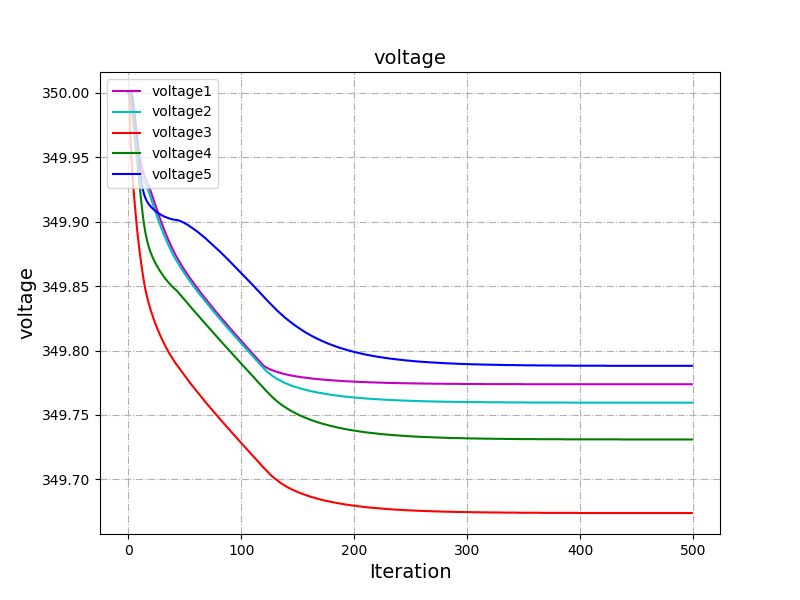 voltage
350.00
349.95
349.90
349.85
349.80
349.75
349.70
voltage
voltage1
voltage2
voltage3
voltage4
voltage5
0
100
200
300
400
500
Iteration